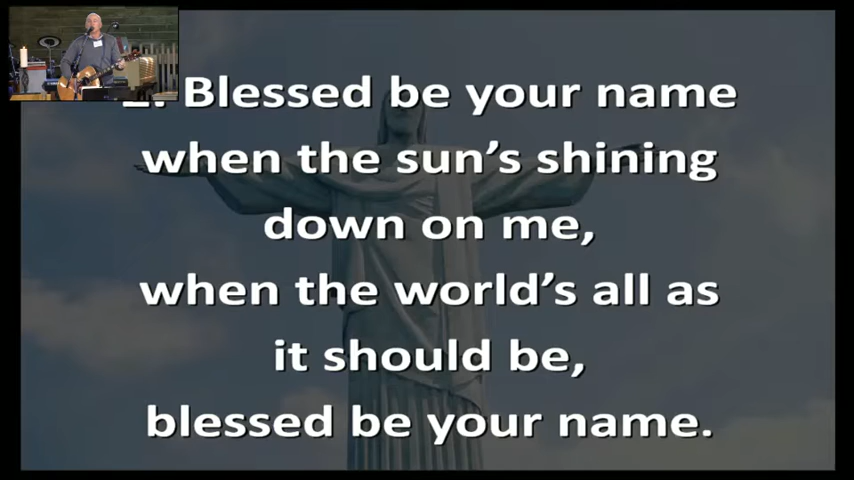 Blessed be your name
when the sun's shining
down on me,
when the world's all as
it should be,
blessed be your name.